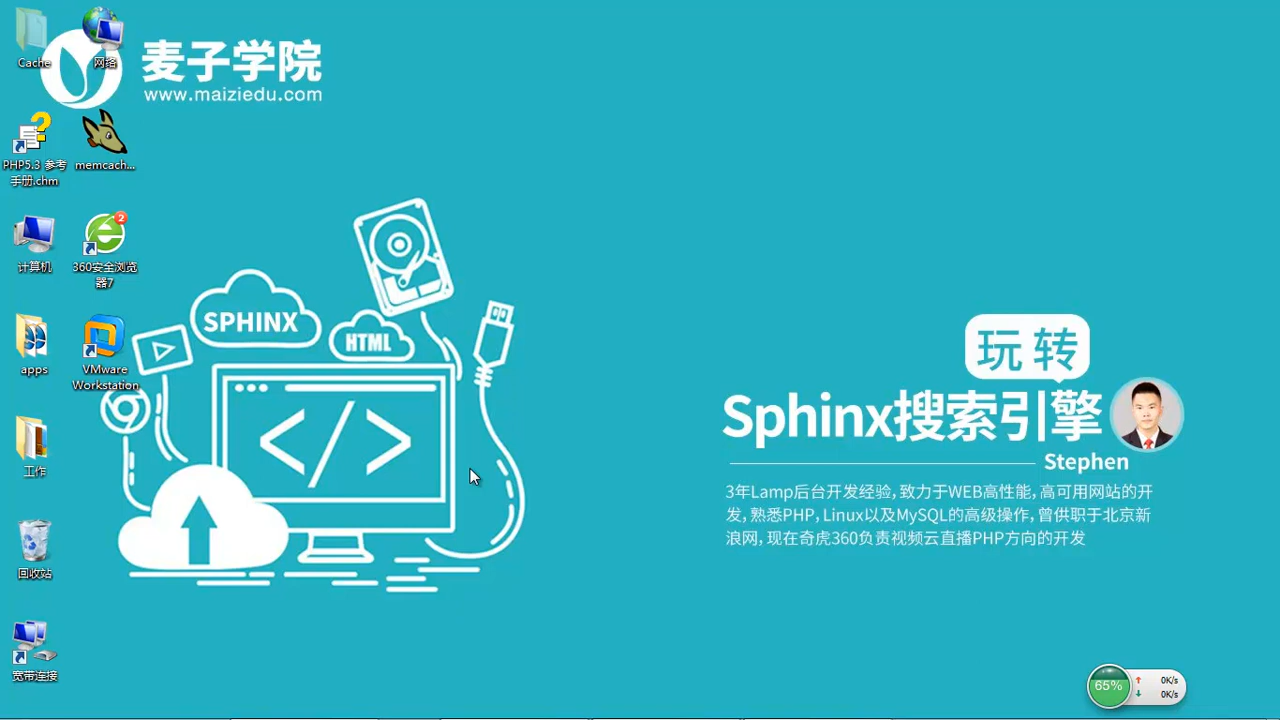 Cache
网络
麦子学院
www.maiziedu.com
PHP5.3 参考
手册.chm
memcach...
计算机
2
360安全浏览
器7
SPHINX
HTML
</>
apps
VMware
Workstation
工作
回收站
宽带连接
玩转
Sphinx搜索引擎
Stephen
3年Lamp后台开发经验, 致力于WEB高性能, 高可用网站的开
发, 熟悉PHP, Linux以及MySQL的高级操作, 曾供职于北京新
浪网, 现在奇虎360负责视频云直播PHP方向的开发
65%
0K/s
0K/s